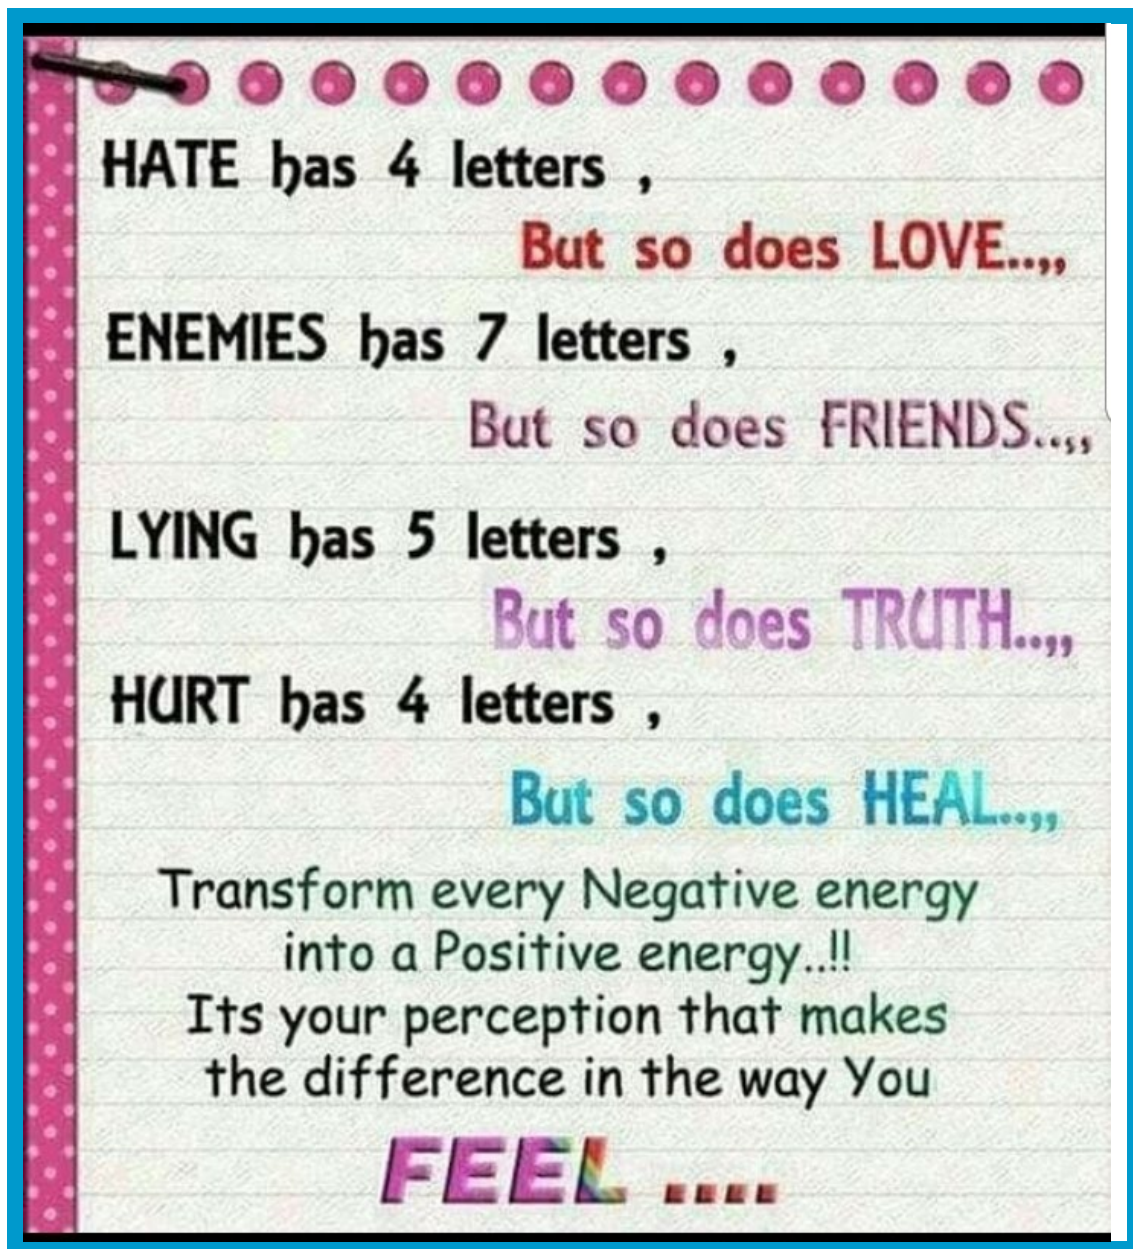 HATE has 4 letters ,
But so does LOVE..,,
ENEMIES has 7 letters ,
But so does FRIENDS..,,
LYING has 5 letters ,
But so does TRUTH..,,
HURT has 4 letters ,
But so does HEAL..,,
Transform every Negative energy
into a Positive energy..!!
Its your perception that makes
the difference in the way You
FEEL ....